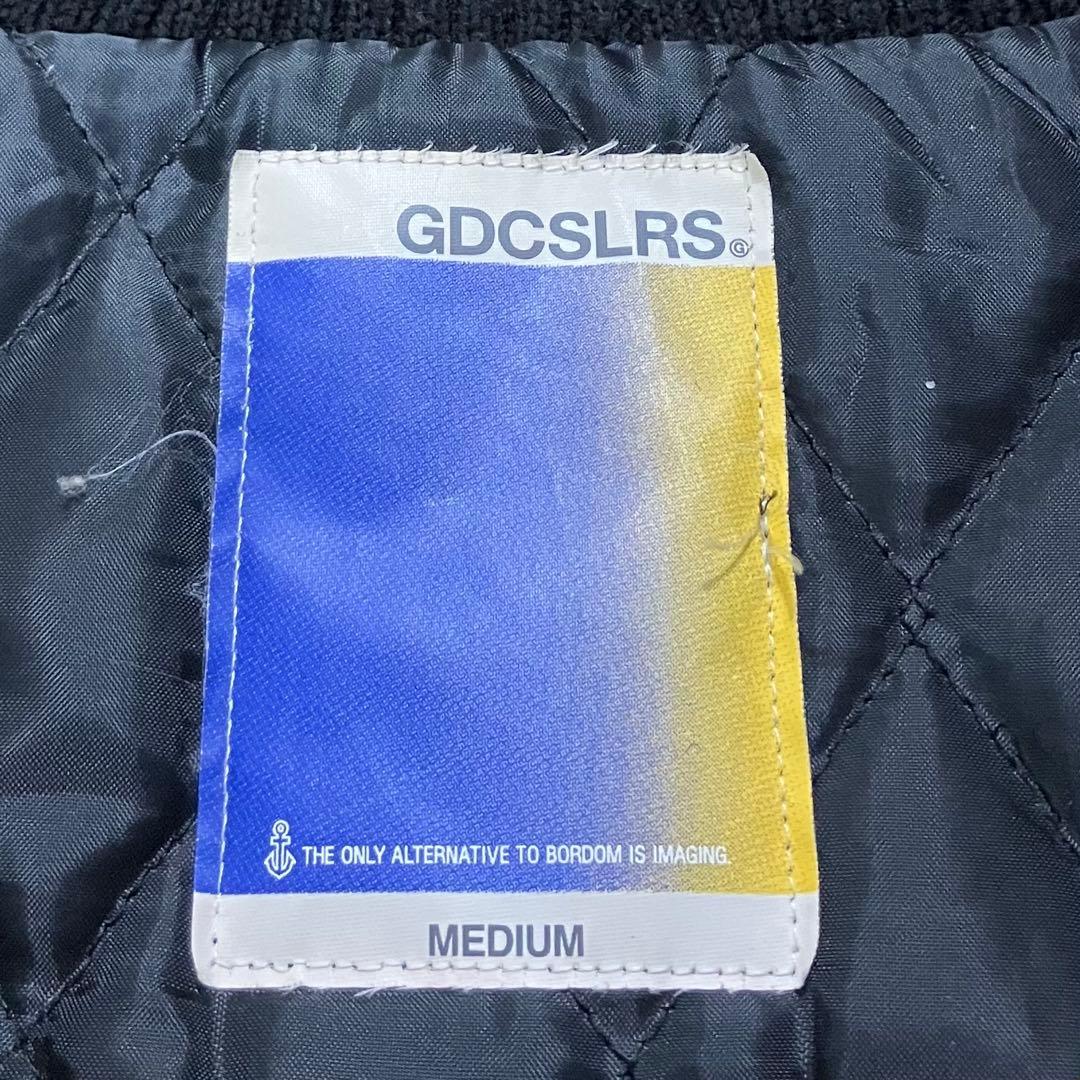 GDCSLRS G
THE ONLY ALTERNATIVE TO BORDOM IS IMAGING.
MEDIUM